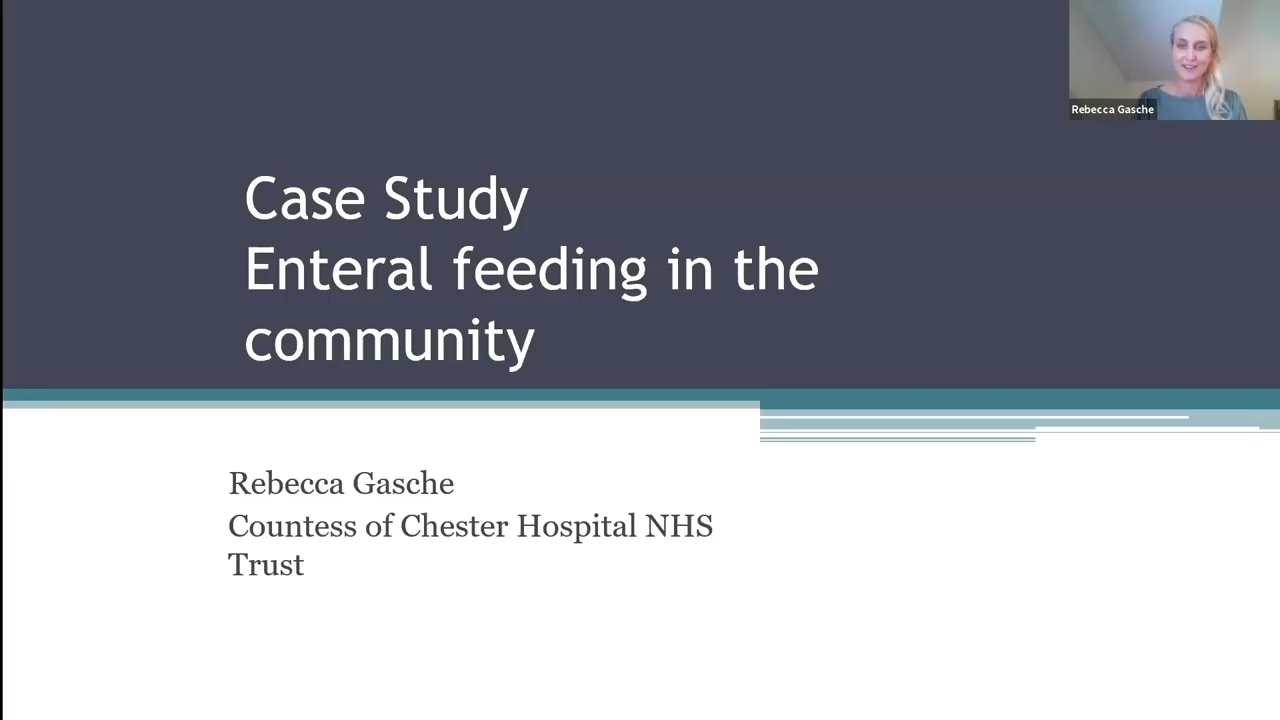 Rebecca Gasche
Case Study
Enteral feeding in the
community
Rebecca Gasche
Countess of Chester Hospital NHS
Trust